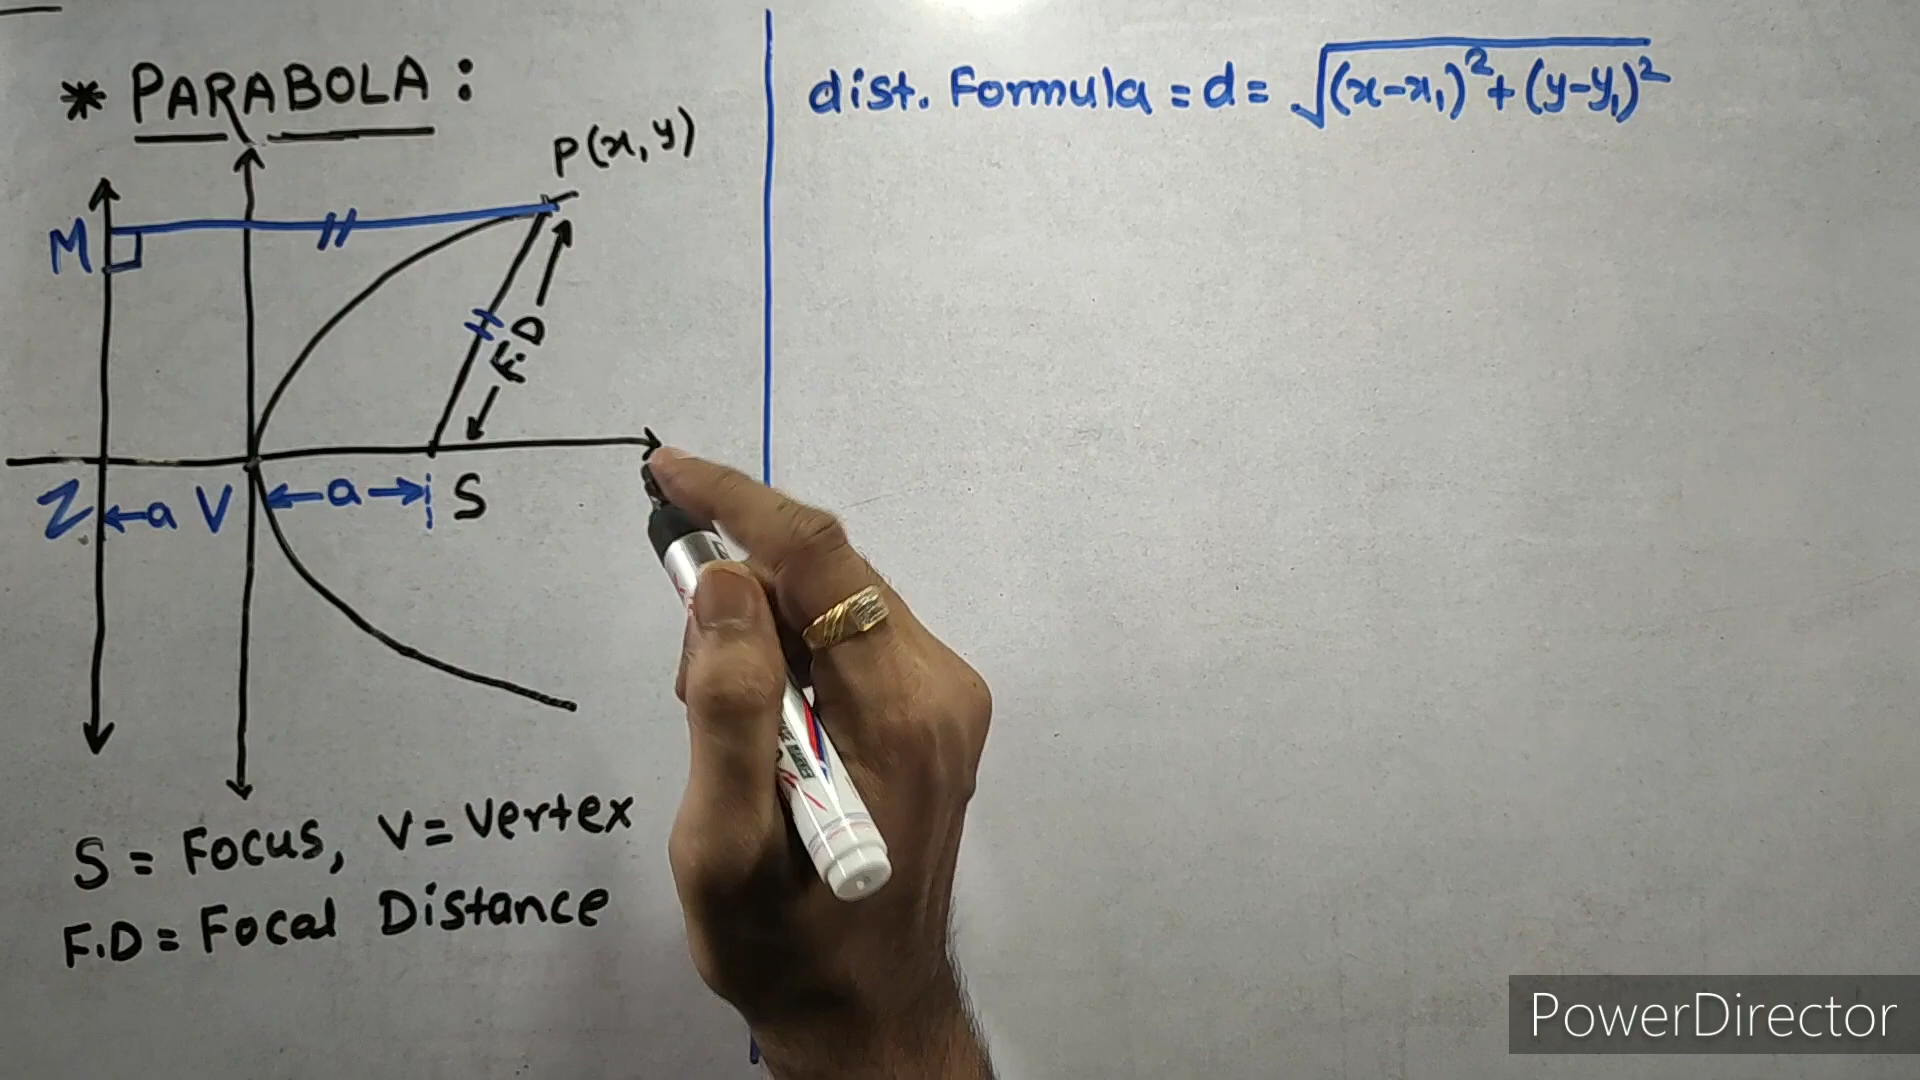 * PARABOLA :
P(x, y)
M
F.D
Z ←a V ←a→ S
S = Focus, V = Vertex
F.D = Focal Distance
dist. Formula = d = √(x-x₁)² + (y-y₁)²
PowerDirector